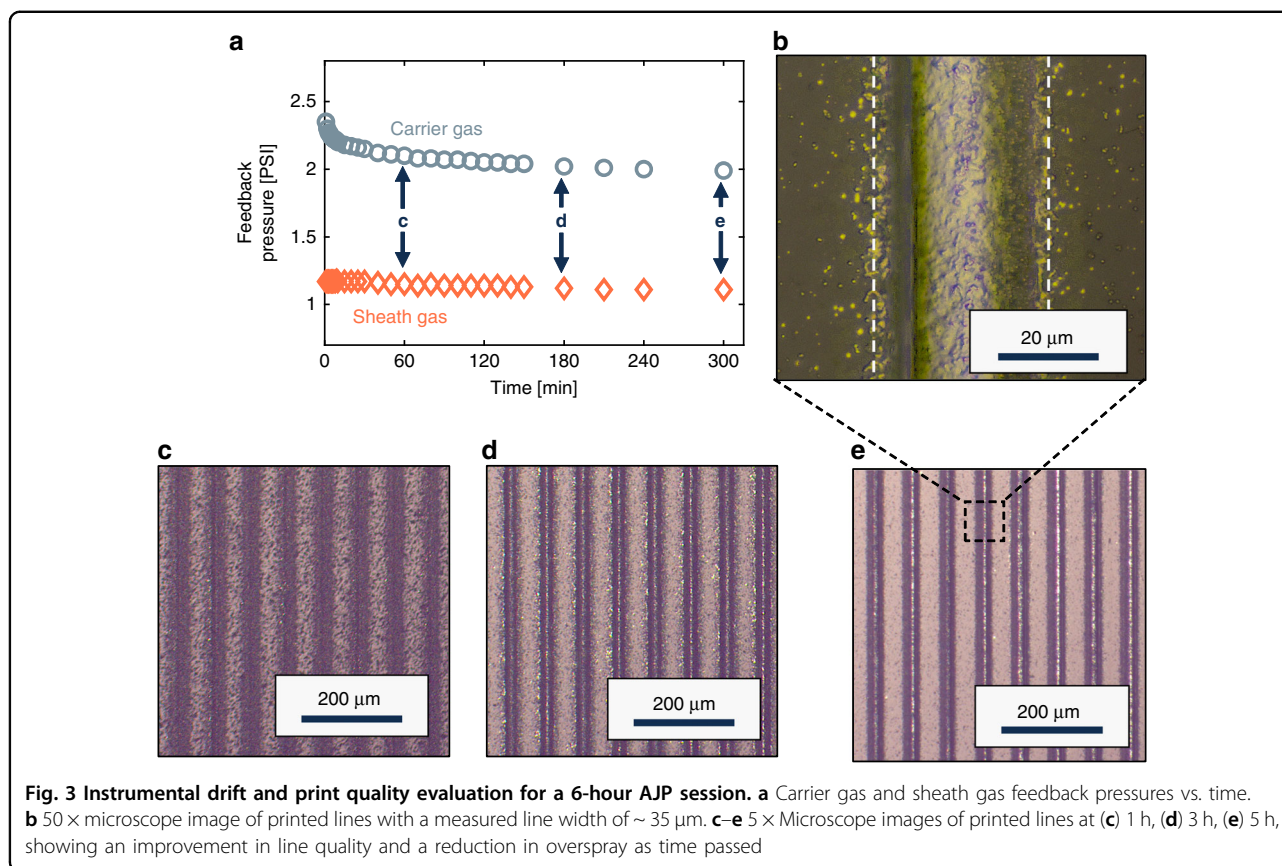 a
b
2.5
2
1.5
1
Feedback
pressure [PSI]
Carrier gas
c
d
e
Sheath gas
0
60
120
180
240
300
Time [min]
20 μm
c
d
e
200 μm
200 μm
200 μm
Fig. 3 Instrumental drift and print quality evaluation for a 6-hour AJP session. a Carrier gas and sheath gas feedback pressures vs. time.
b 50 × microscope image of printed lines with a measured line width of ~ 35 μm. c–e 5 × Microscope images of printed lines at (c) 1 h, (d) 3 h, (e) 5 h,
showing an improvement in line quality and a reduction in overspray as time passed